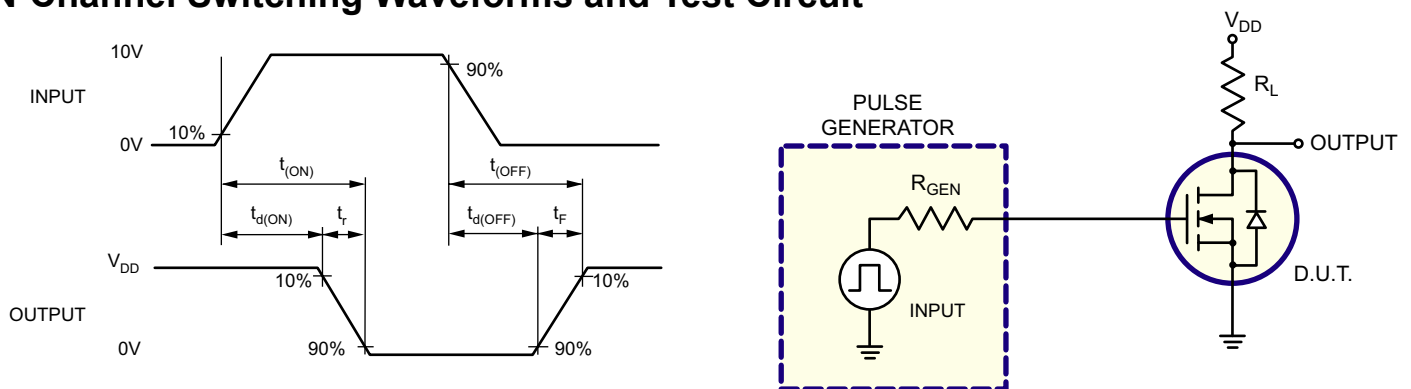 N-Channel Switching Waveforms and Test Circuit
10V
INPUT
0V
10%
90%
t(ON)
t(OFF)
td(ON)
tr
td(OFF)
tF
VDD
OUTPUT
0V
10%
90%
90%
10%
PULSE
GENERATOR
RGEN
INPUT
VDD
RL
OUTPUT
D.U.T.